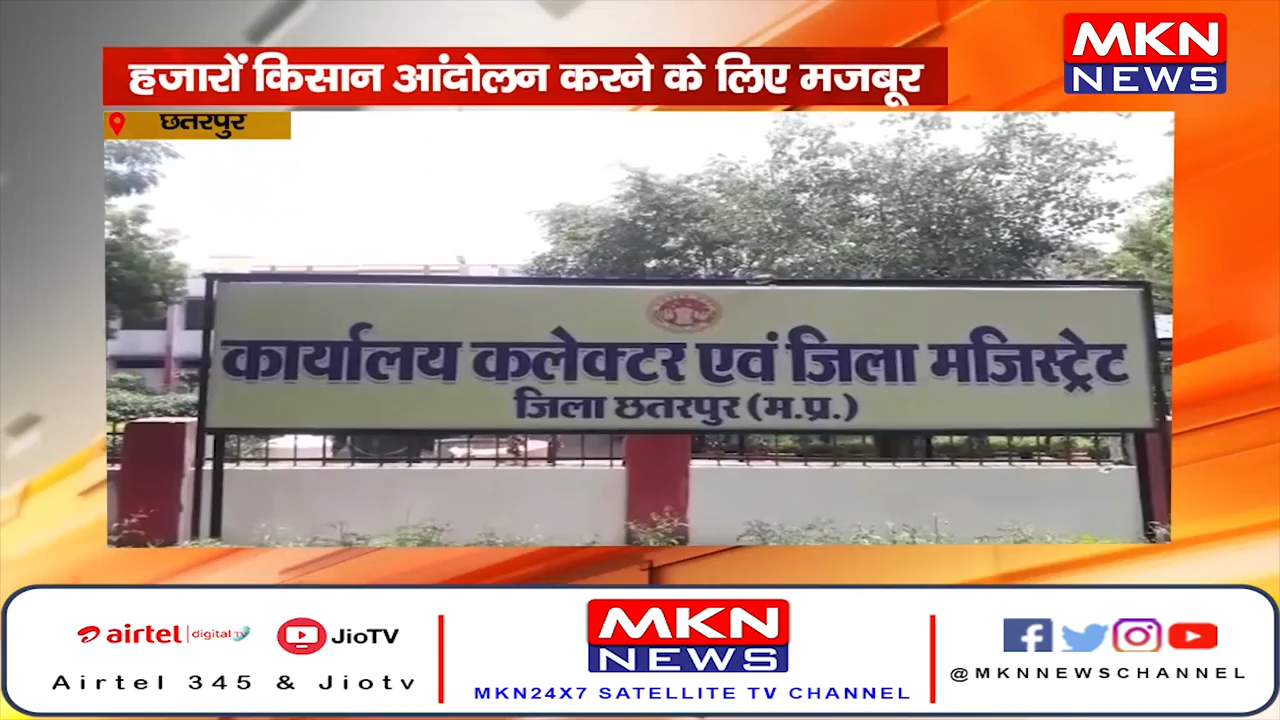 हजारों किसान आंदोलन करने के लिए मजबूर
MKN
NEWS
छतरपुर
कार्यालय कलेक्टर एवं जिला मजिस्ट्रेट
जिला छतरपुर (म.प्र.)
airtel digital TV
JioTV
Airtel 345 & Jiotv
MKN
NEWS
MKN24X7 SATELLITE TV CHANNEL
@MKNNEWSCHANNEL